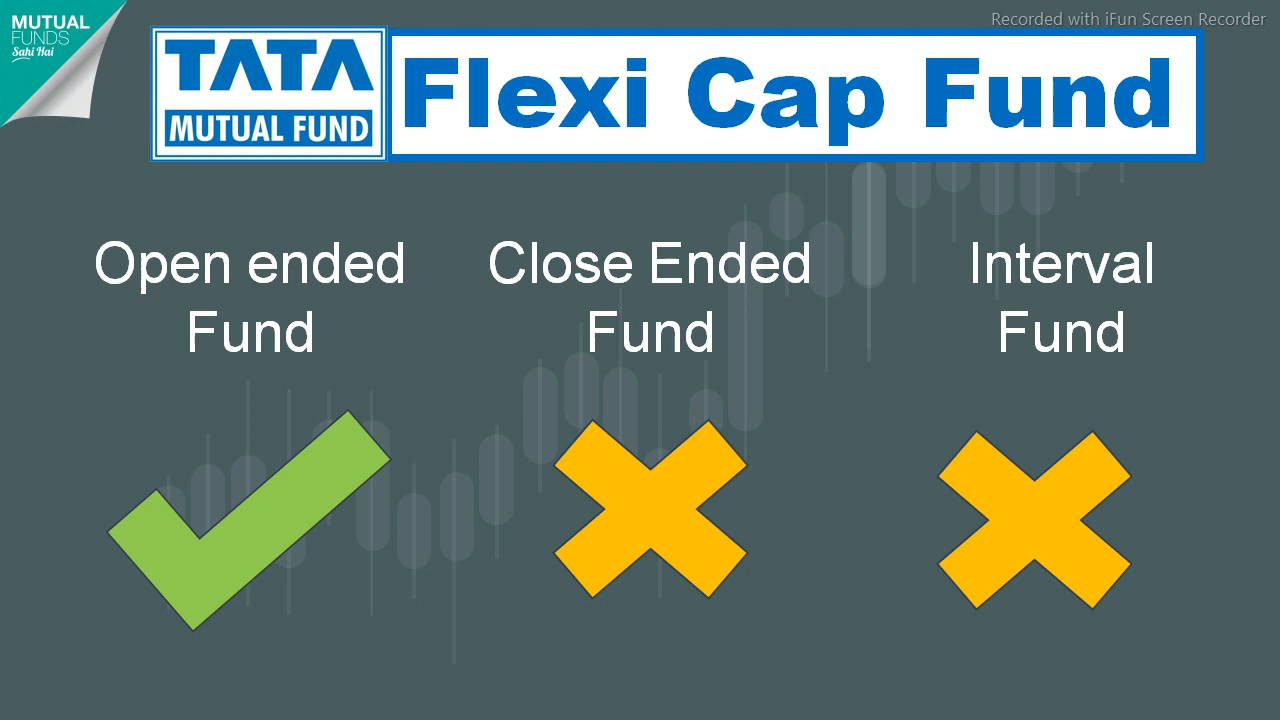 Recorded with iFun Screen Recorder
MUTUAL
FUNDS
Sahi Hai
TATA
MUTUAL FUND
Flexi Cap Fund
Open ended
Fund
Close Ended
Fund
Interval
Fund